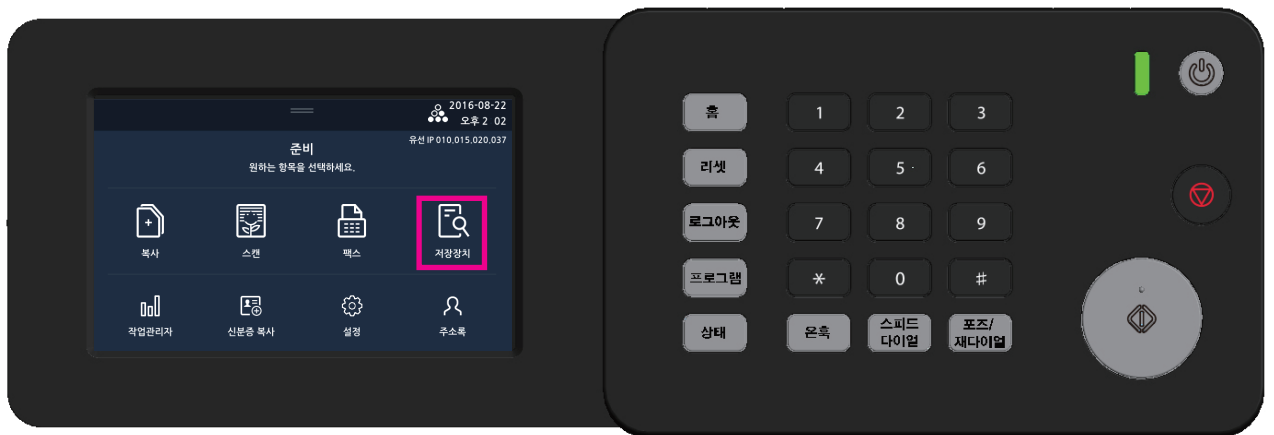 2016-08-22
오후 2 02
유선 IP 010.015.020.037
준비
원하는 항목을 선택하세요.
복사 스캔 팩스 저장장치
작업관리자 신분증 복사 설정 주소록
홈 1 2 3
리셋 4 5 6
로그아웃 7 8 9
프로그램 * 0 #
상태 온훅 스피드 다이얼 포즈/ 재다이얼